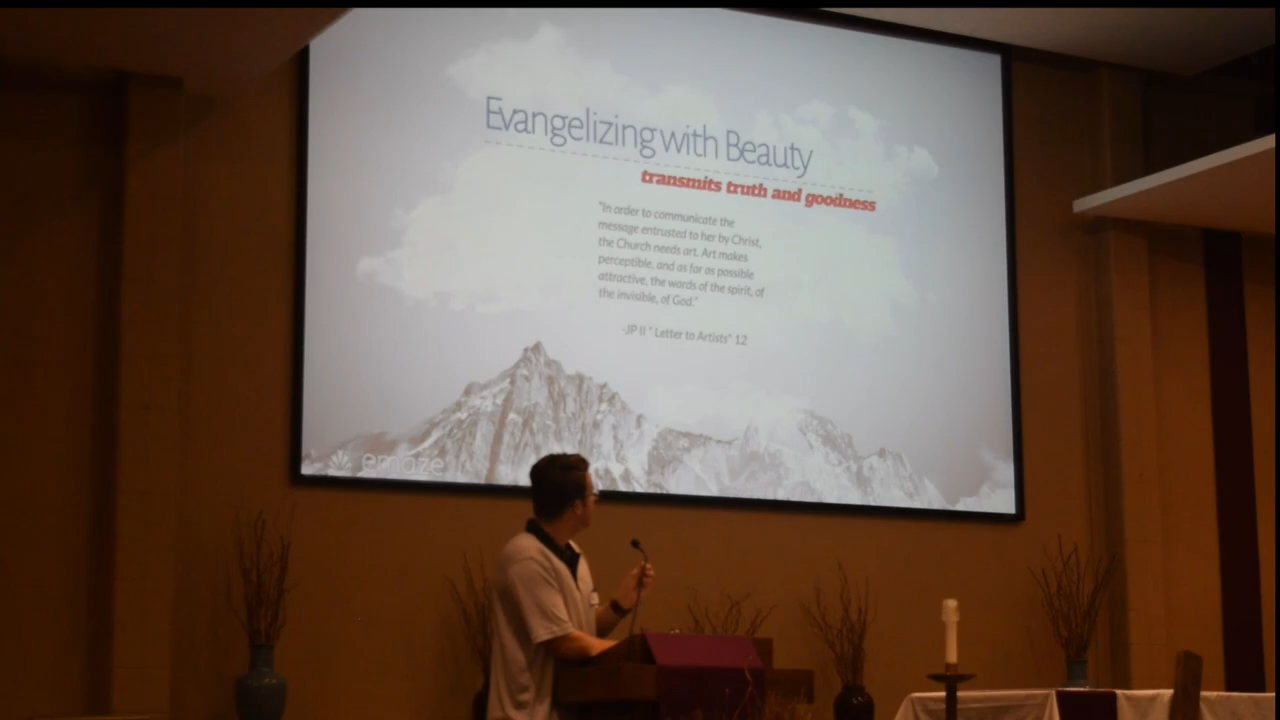 Evangelizing with Beauty
transmits truth and goodness
"In order to communicate the
message entrusted to her by Christ,
the Church needs art. Art makes
perceptible, and as far as possible
attractive, the words of the spirit, of
the invisible, of God."
-JP II " Letter to Artists" 12
emaze